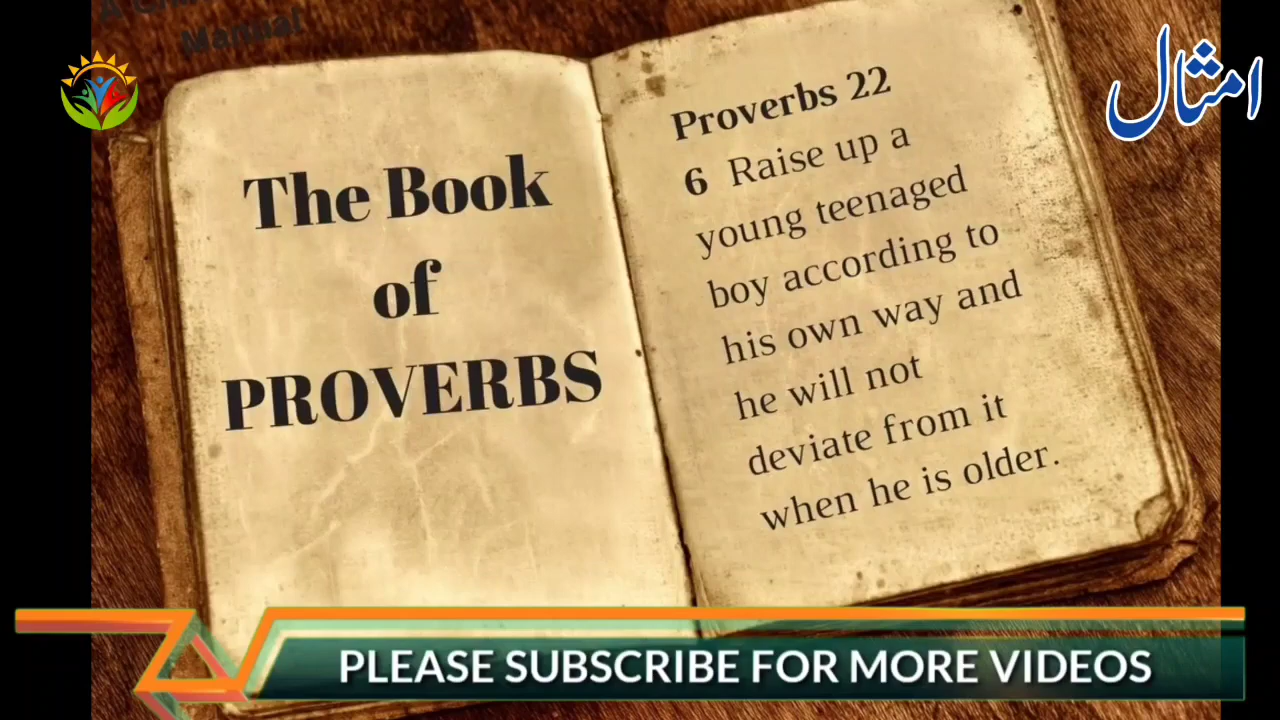 امثال
The Book
of
PROVERBS
Proverbs 22
6 Raise up a
young teenaged
boy according to
his own way and
he will not
deviate from it
when he is older.
PLEASE SUBSCRIBE FOR MORE VIDEOS